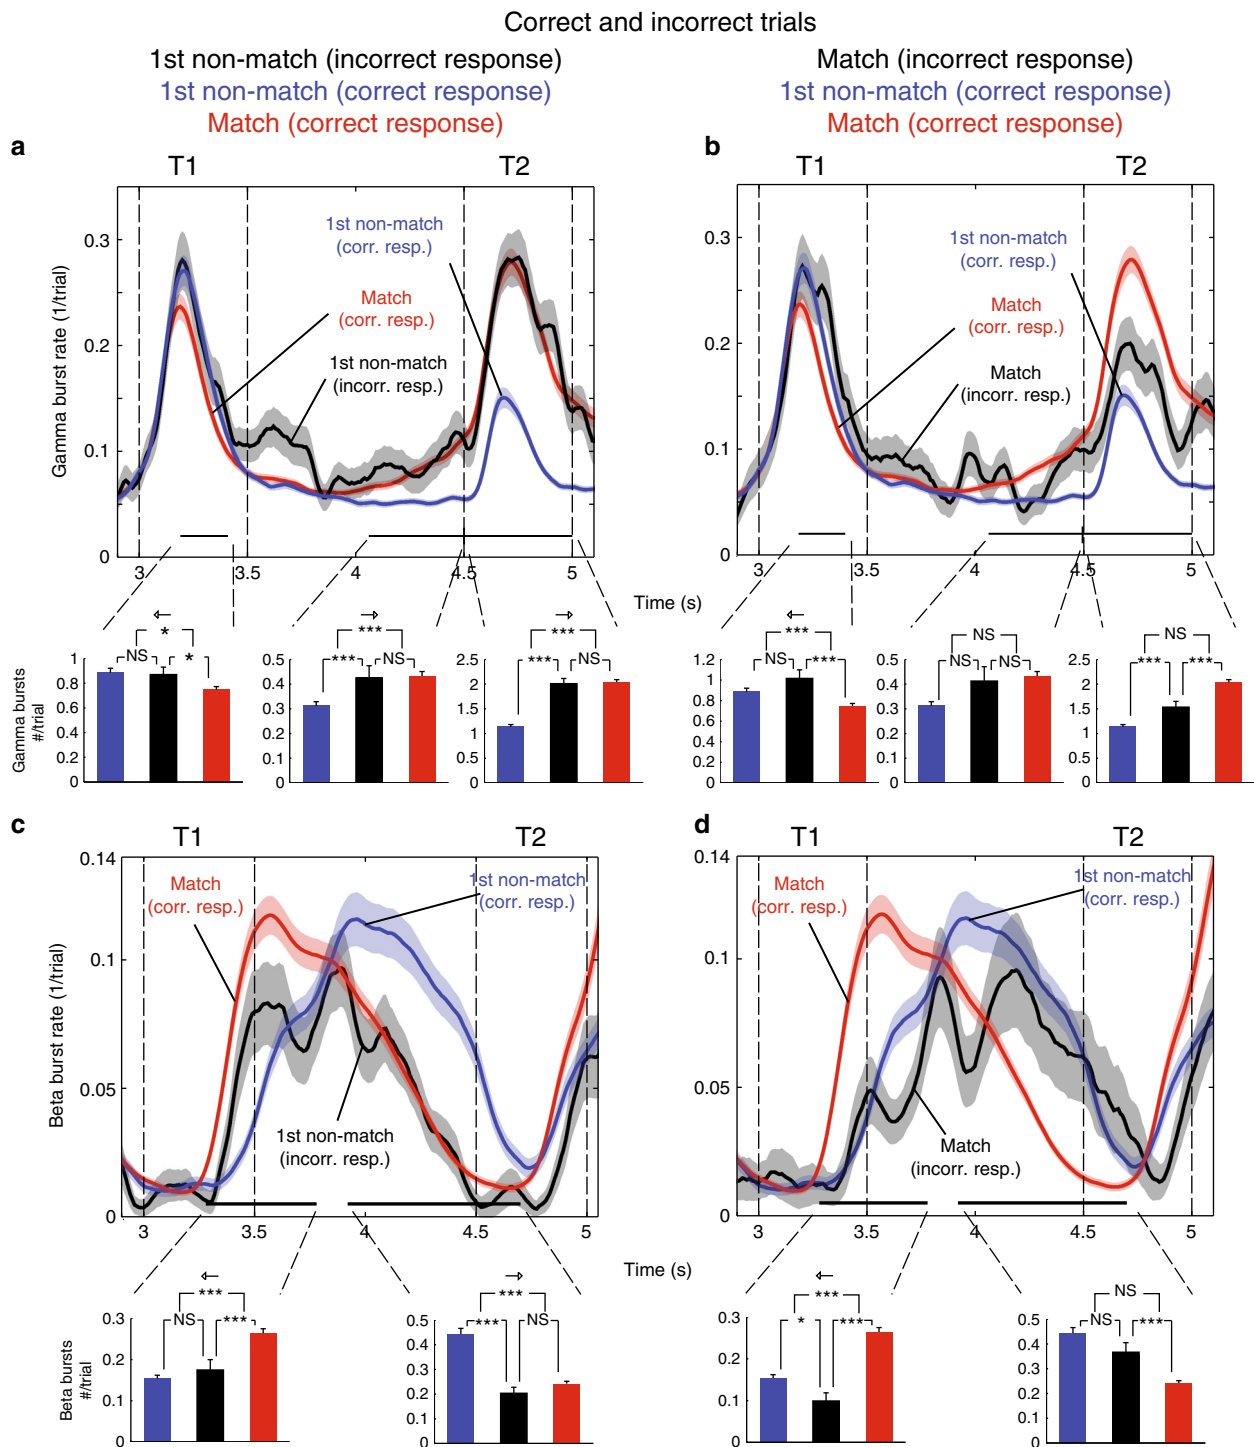 Correct and incorrect trials
1st non-match (incorrect response)
1st non-match (correct response)
Match (correct response)
Match (incorrect response)
1st non-match (correct response)
Match (correct response)
a
T1
T2
Gamma burst rate (1/trial)
0.3
0.2
0.1
0
1st non-match
(corr. resp.)
Match
(corr. resp.)
1st non-match
(incorr. resp.)
3
3.5
4
4.5
5
b
T1
T2
0.3
0.2
0.1
0
1st non-match
(corr. resp.)
Match
(corr. resp.)
Match
(incorr. resp.)
3
3.5
4
4.5
5
Time (s)
Gamma bursts
#/trial
*
NS *
1
0.8
0.6
0.4
0.2
0
***
*** NS
0.5
0.4
0.3
0.2
0.1
0
***
*** NS
2.5
2
1.5
1
0.5
0
***
NS ***
1.2
1
0.8
0.6
0.4
0.2
0
NS
NS NS
0.5
0.4
0.3
0.2
0.1
0
NS
*** ***
2.5
2
1.5
1
0.5
0
c
T1
T2
Beta burst rate (1/trial)
0.14
0.1
0.05
0
Match
(corr. resp.)
1st non-match
(corr. resp.)
1st non-match
(incorr. resp.)
3
3.5
4
4.5
5
d
T1
T2
0.14
0.1
0.05
0
Match
(corr. resp.)
1st non-match
(corr. resp.)
Match
(incorr. resp.)
3
3.5
4
4.5
5
Time (s)
Beta bursts
#/trial
***
NS ***
0.3
0.2
0.1
0
***
*** NS
0.5
0.4
0.3
0.2
0.1
0
***
* ***
0.3
0.2
0.1
0
NS
NS ***
0.5
0.4
0.3
0.2
0.1
0